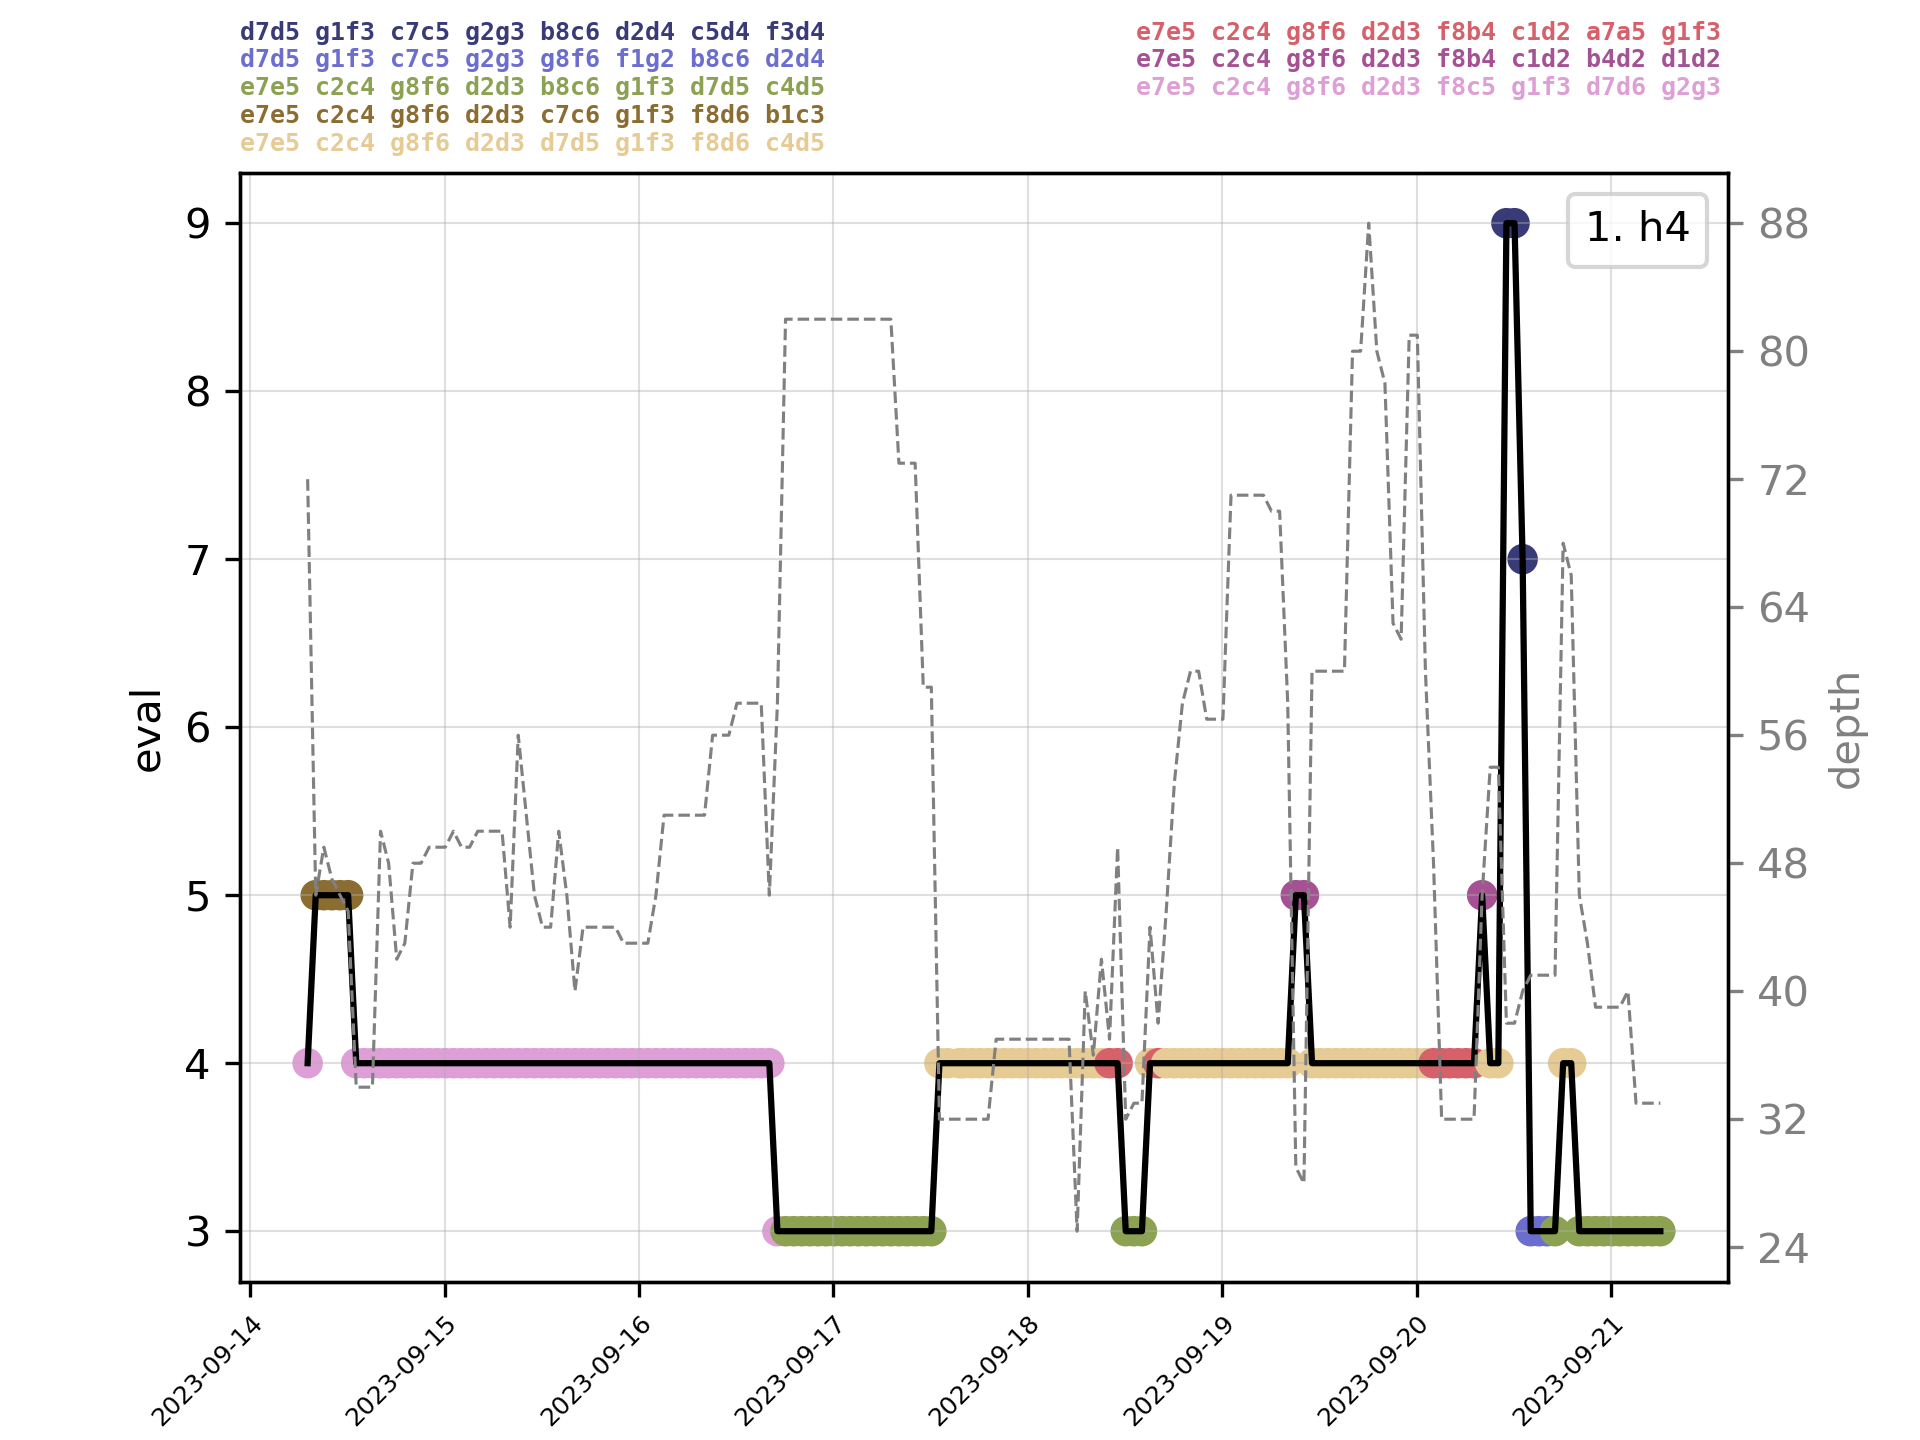 d7d5 g1f3 c7c5 g2g3 b8c6 d2d4 c5d4 f3d4
d7d5 g1f3 c7c5 g2g3 g8f6 f1g2 b8c6 d2d4
e7e5 c2c4 g8f6 d2d3 b8c6 g1f3 d7d5 c4d5
e7e5 c2c4 g8f6 d2d3 c7c6 g1f3 f8d6 b1c3
e7e5 c2c4 g8f6 d2d3 d7d5 g1f3 f8d6 c4d5
e7e5 c2c4 g8f6 d2d3 f8b4 c1d2 a7a5 g1f3
e7e5 c2c4 g8f6 d2d3 f8b4 c1d2 b4d2 d1d2
e7e5 c2c4 g8f6 d2d3 f8c5 g1f3 d7d6 g2g3
1. h4
eval
9
8
7
6
5
4
3
88
80
72
64
56
48
40
32
24
depth
2023-09-14
2023-09-15
2023-09-16
2023-09-17
2023-09-18
2023-09-19
2023-09-20
2023-09-21